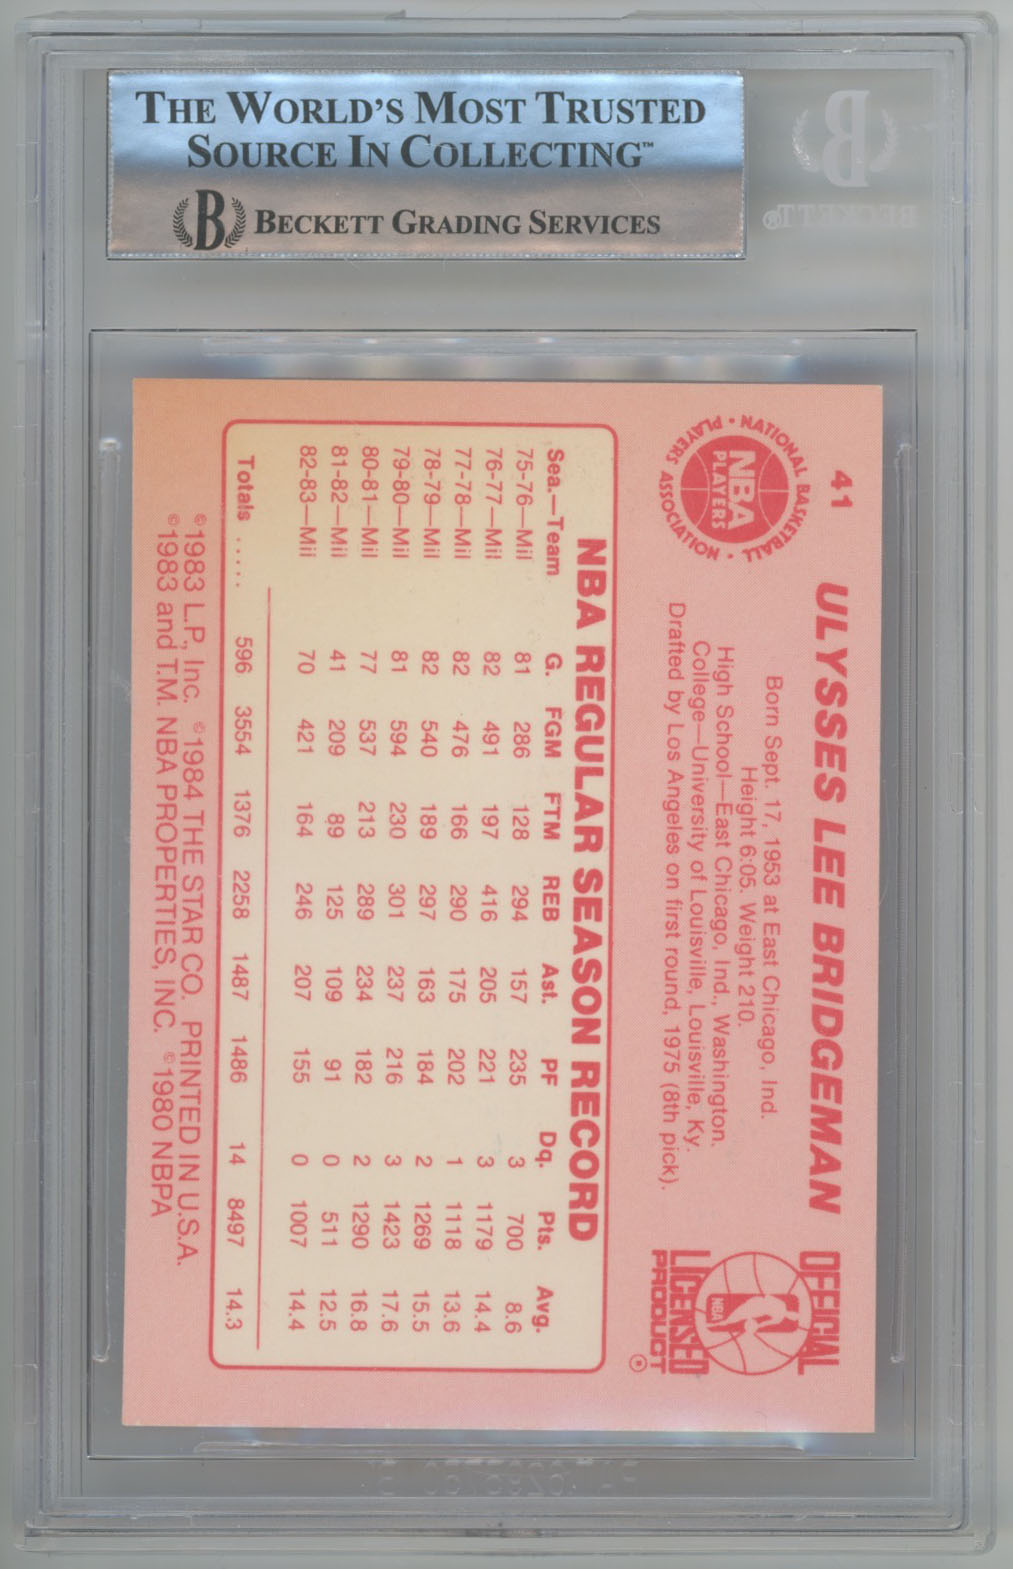 THE WORLD'S MOST TRUSTED
SOURCE IN COLLECTING™
B BECKETT GRADING SERVICES
B
BECKETT®
41
ULYSSES LEE BRIDGEMAN
NATIONAL BASKETBALL PLAYERS ASSOCIATION
NBA
PLAYERS
Born Sept. 17, 1953 at East Chicago, Ind.
Height 6:05. Weight 210.
High School—East Chicago, Ind., Washington.
College—University of Louisville, Louisville, Ky.
Drafted by Los Angeles on first round, 1975 (8th pick).
OFFICIAL
NBA
LICENSED
PRODUCT ®
NBA REGULAR SEASON RECORD
Sea.—Team G. FGM FTM REB Ast. PF Dq. Pts. Avg.
75-76—Mil 81 286 128 294 157 235 3 700 8.6
76-77—Mil 82 491 197 416 205 221 3 1179 14.4
77-78—Mil 82 476 166 290 175 202 1 1118 13.6
78-79—Mil 82 540 189 297 163 184 2 1269 15.5
79-80—Mil 81 594 230 301 237 216 3 1423 17.6
80-81—Mil 77 537 213 289 234 182 2 1290 16.8
81-82—Mil 41 209 89 125 109 91 0 511 12.5
82-83—Mil 70 421 164 246 207 155 0 1007 14.4
Totals ..... 596 3554 1376 2258 1487 1486 14 8497 14.3
©1983 L.P., Inc. ©1984 THE STAR CO. PRINTED IN U.S.A.
©1983 and T.M. NBA PROPERTIES, INC. ©1980 NBPA